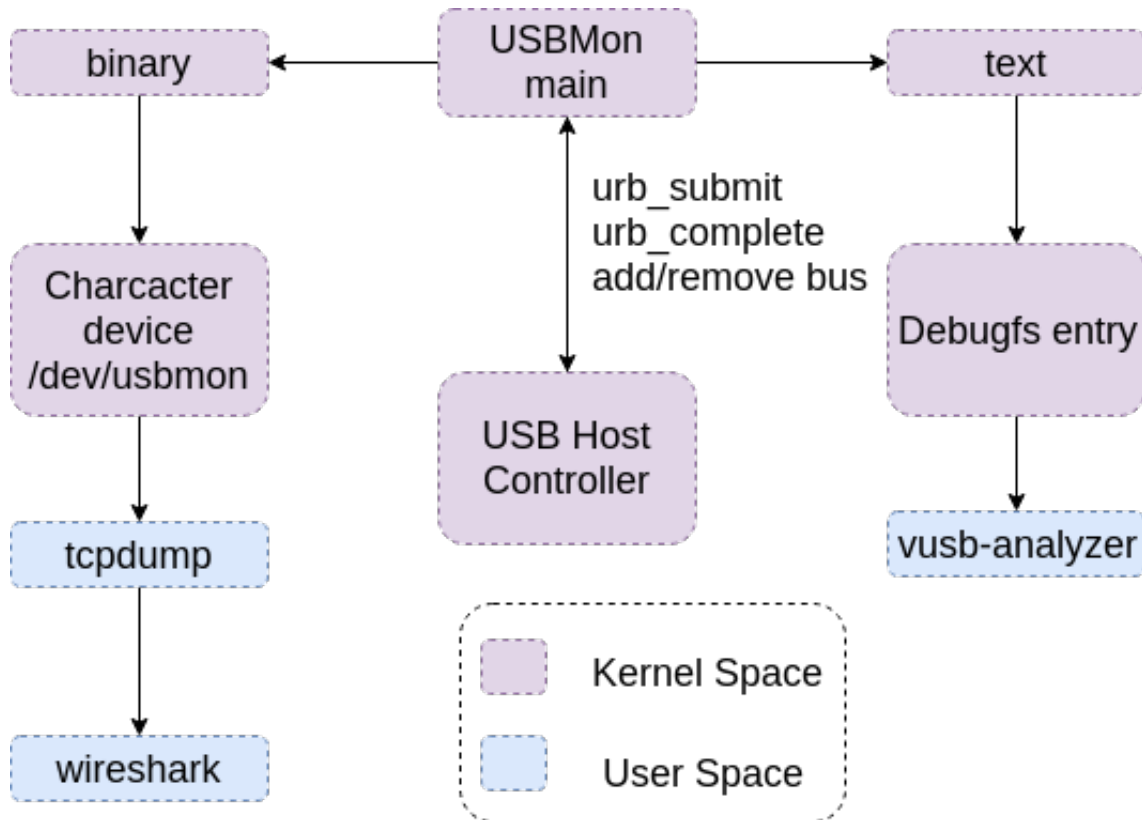 binary
USBMon
main
text
urb_submit
urb_complete
add/remove bus
Charcacter
device
/dev/usbmon
Debugfs entry
USB Host
Controller
tcpdump
vusb-analyzer
wireshark
Kernel Space
User Space